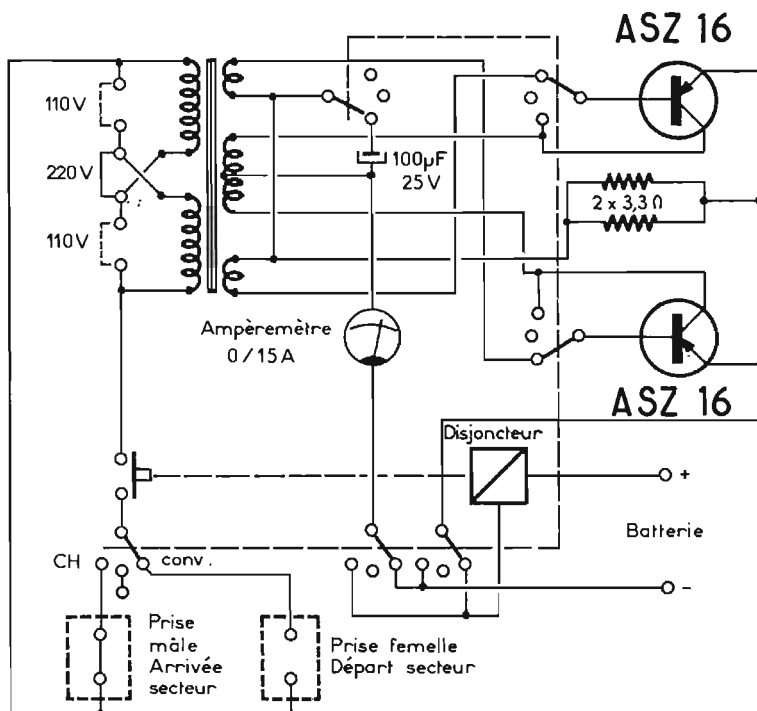 ASZ 16
110V
220V
110V
100µF
25V
2 x 3,3Ω
Ampèremètre
0/15A
ASZ 16
Disjoncteur
+
Batterie
-
CH
conv.
Prise
mâle
Arrivée
secteur
Prise femelle
Départ secteur